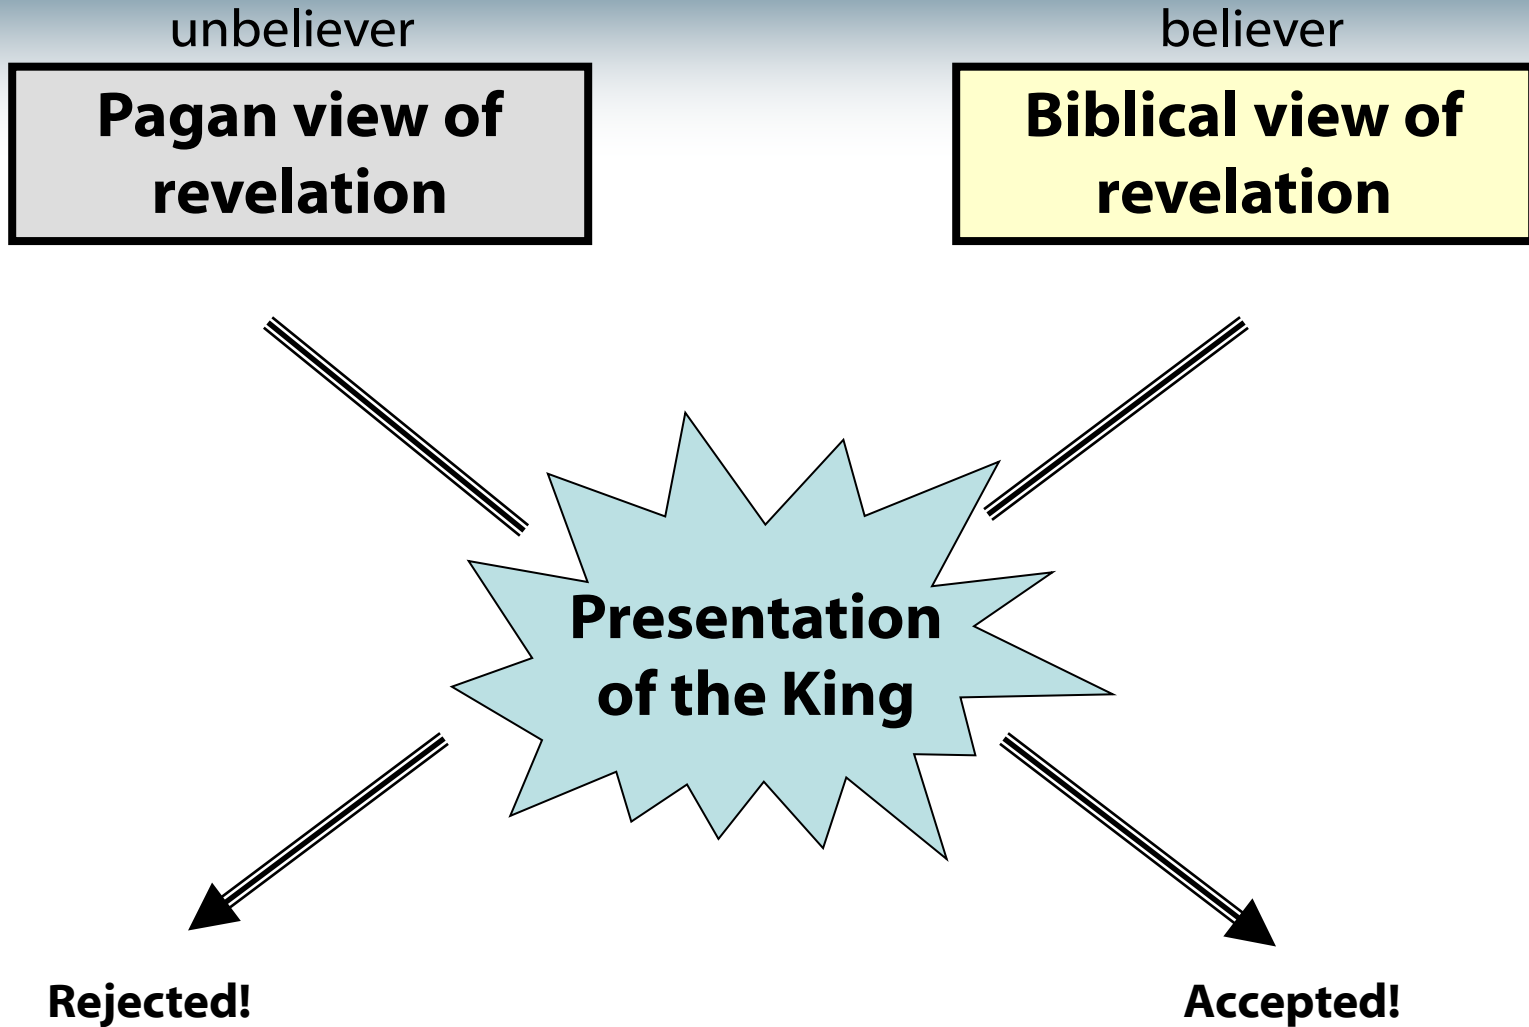 unbeliever
Pagan view of
revelation
believer
Biblical view of
revelation
Presentation
of the King
Rejected!
Accepted!